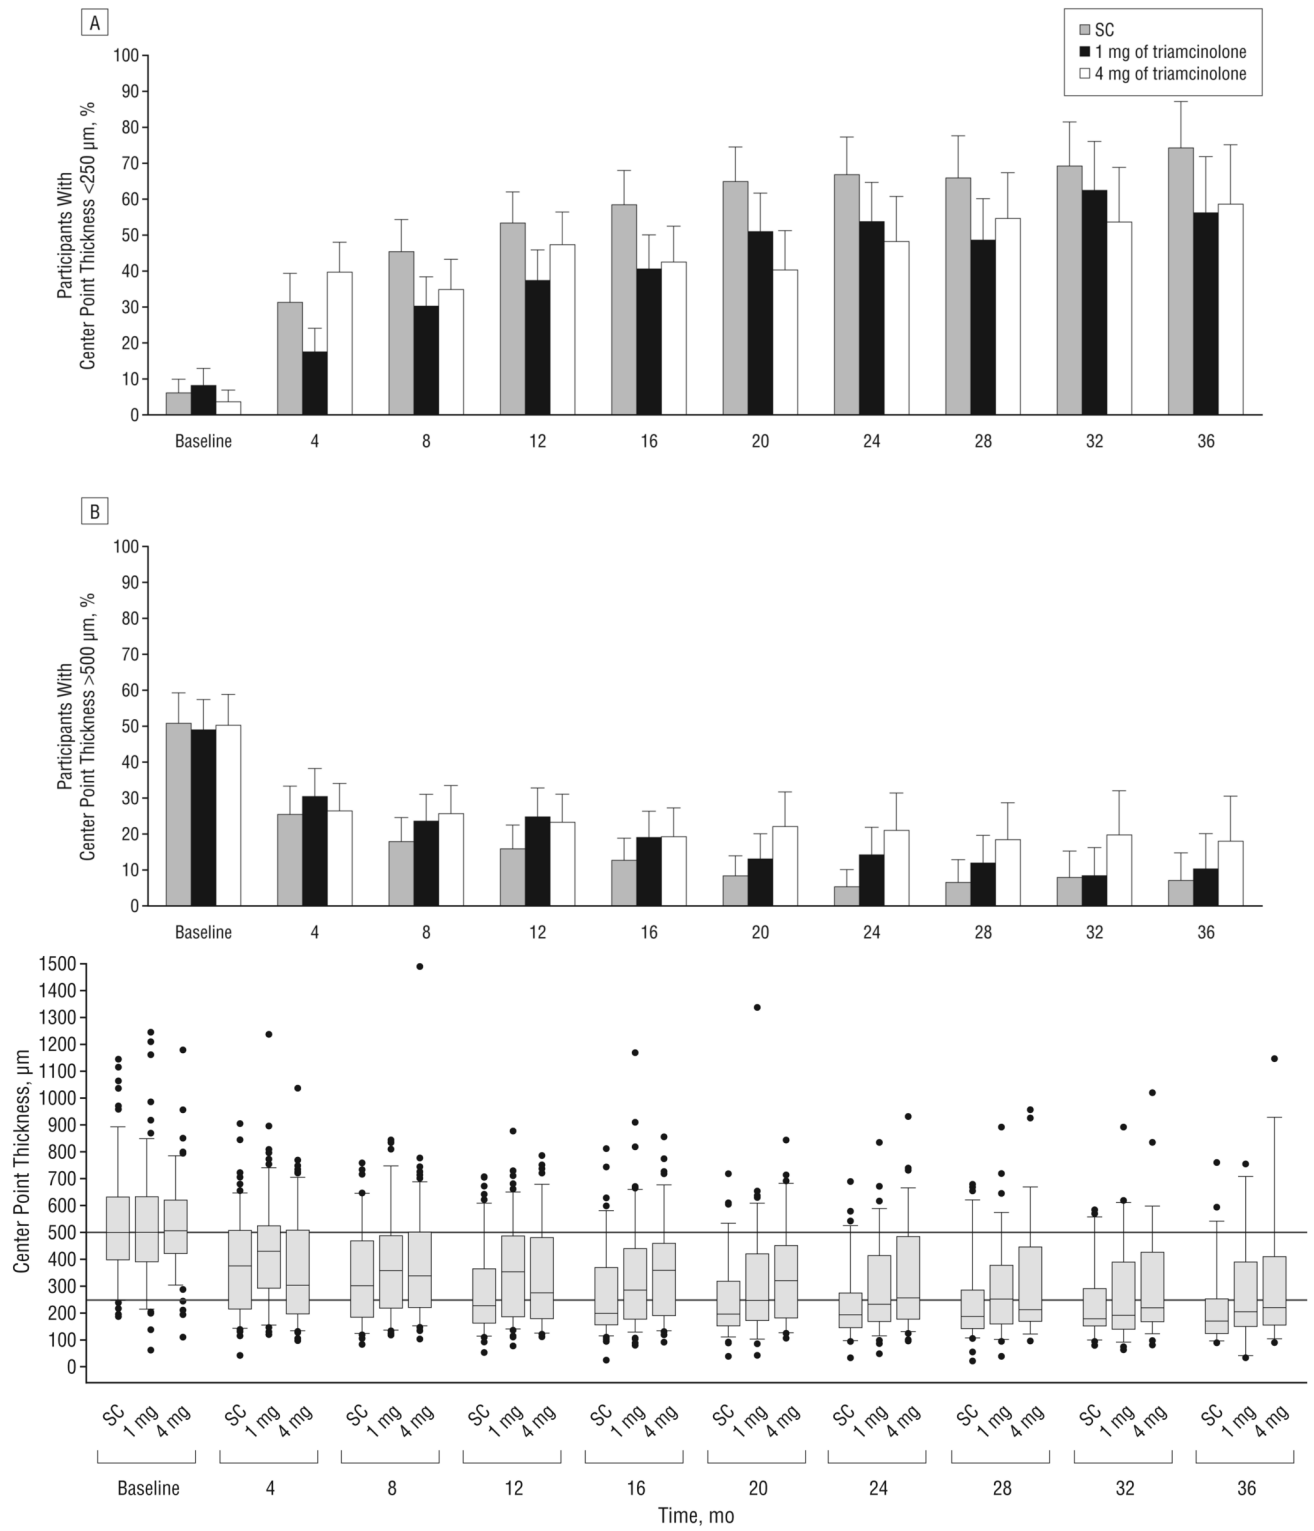 A
SC
1 mg of triamcinolone
4 mg of triamcinolone
Participants With
Center Point Thickness <250 μm, %
100
90
80
70
60
50
40
30
20
10
0
Baseline 4 8 12 16 20 24 28 32 36
B
Participants With
Center Point Thickness >500 μm, %
100
90
80
70
60
50
40
30
20
10
0
Baseline 4 8 12 16 20 24 28 32 36
Center Point Thickness, μm
1500
1400
1300
1200
1100
1000
900
800
700
600
500
400
300
200
100
0
SC 1 mg 4 mg SC 1 mg 4 mg SC 1 mg 4 mg SC 1 mg 4 mg SC 1 mg 4 mg SC 1 mg 4 mg SC 1 mg 4 mg SC 1 mg 4 mg SC 1 mg 4 mg SC 1 mg 4 mg
Baseline 4 8 12 16 20 24 28 32 36
Time, mo